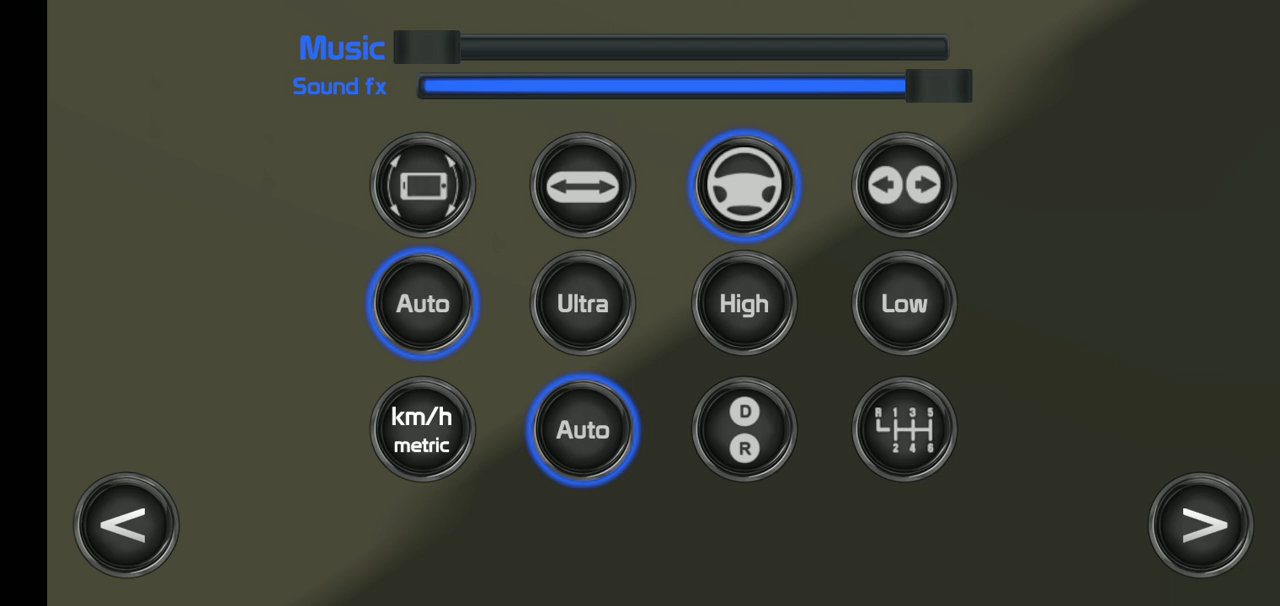 Music
Sound fx
Auto
Ultra
High
Low
km/h
metric
Auto
D
R
R 1 3 5
2 4 6
<
>